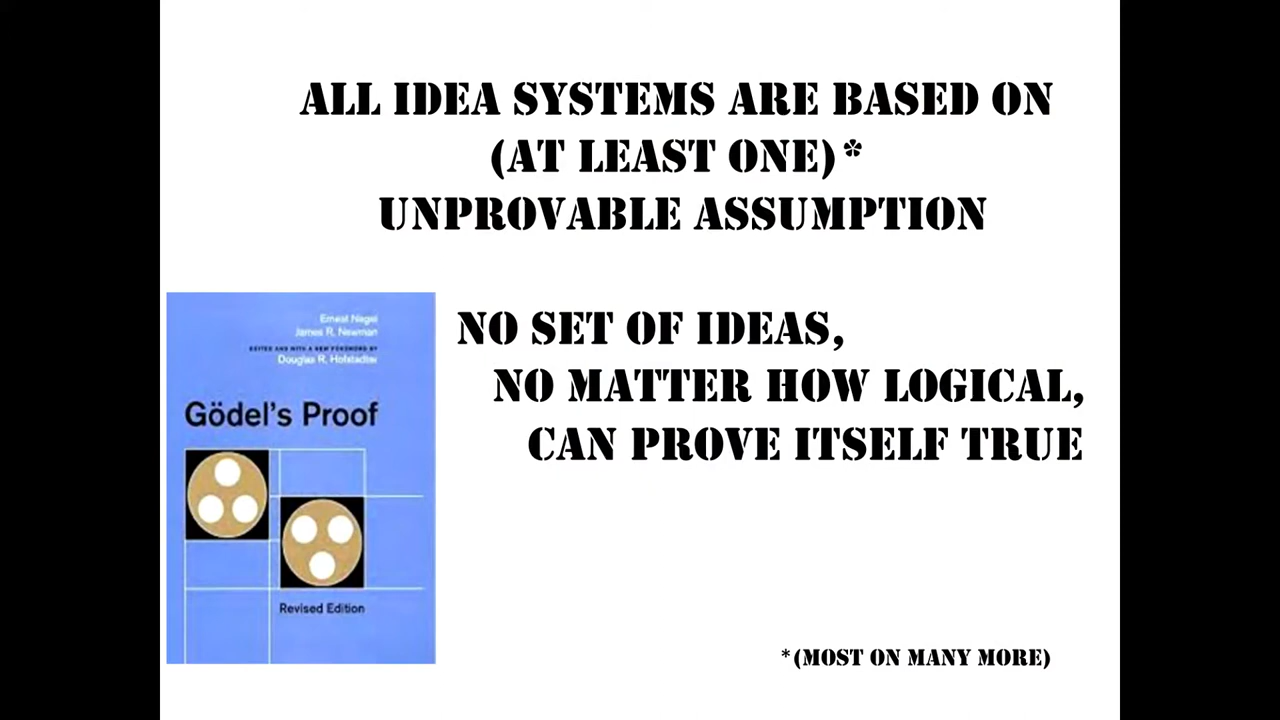 ALL IDEA SYSTEMS ARE BASED ON
(AT LEAST ONE)*
UNPROVABLE ASSUMPTION
NO SET OF IDEAS,
NO MATTER HOW LOGICAL,
CAN PROVE ITSELF TRUE
Ernest Nagel
James R. Newman
EDITED AND WITH A NEW FOREWORD BY
Douglas R. Hofstadter
Gödel's Proof
Revised Edition
*(MOST ON MANY MORE)